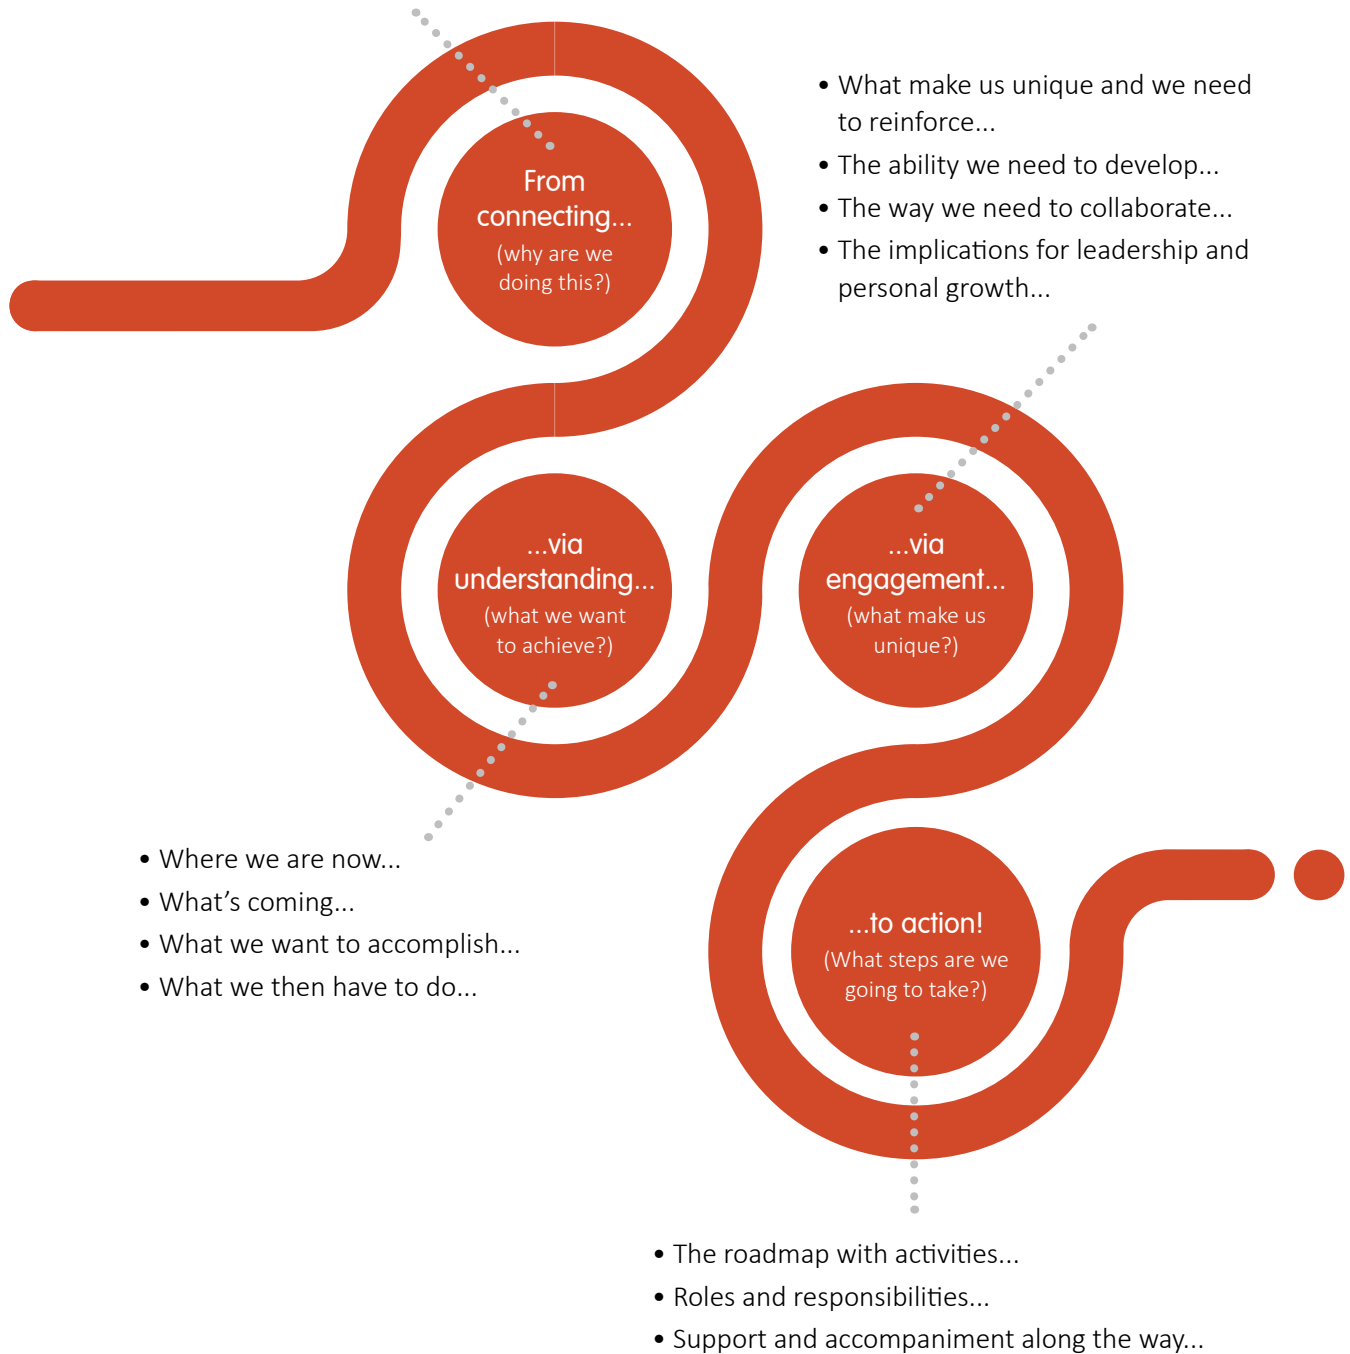 From
connecting...
(why are we
doing this?)
• What make us unique and we need
to reinforce...
• The ability we need to develop...
• The way we need to collaborate...
• The implications for leadership and
personal growth...
...via
understanding...
(what we want
to achieve?)
...via
engagement...
(what make us
unique?)
• Where we are now...
• What’s coming...
• What we want to accomplish...
• What we then have to do...
...to action!
(What steps are we
going to take?)
• The roadmap with activities...
• Roles and responsibilities...
• Support and accompaniment along the way...